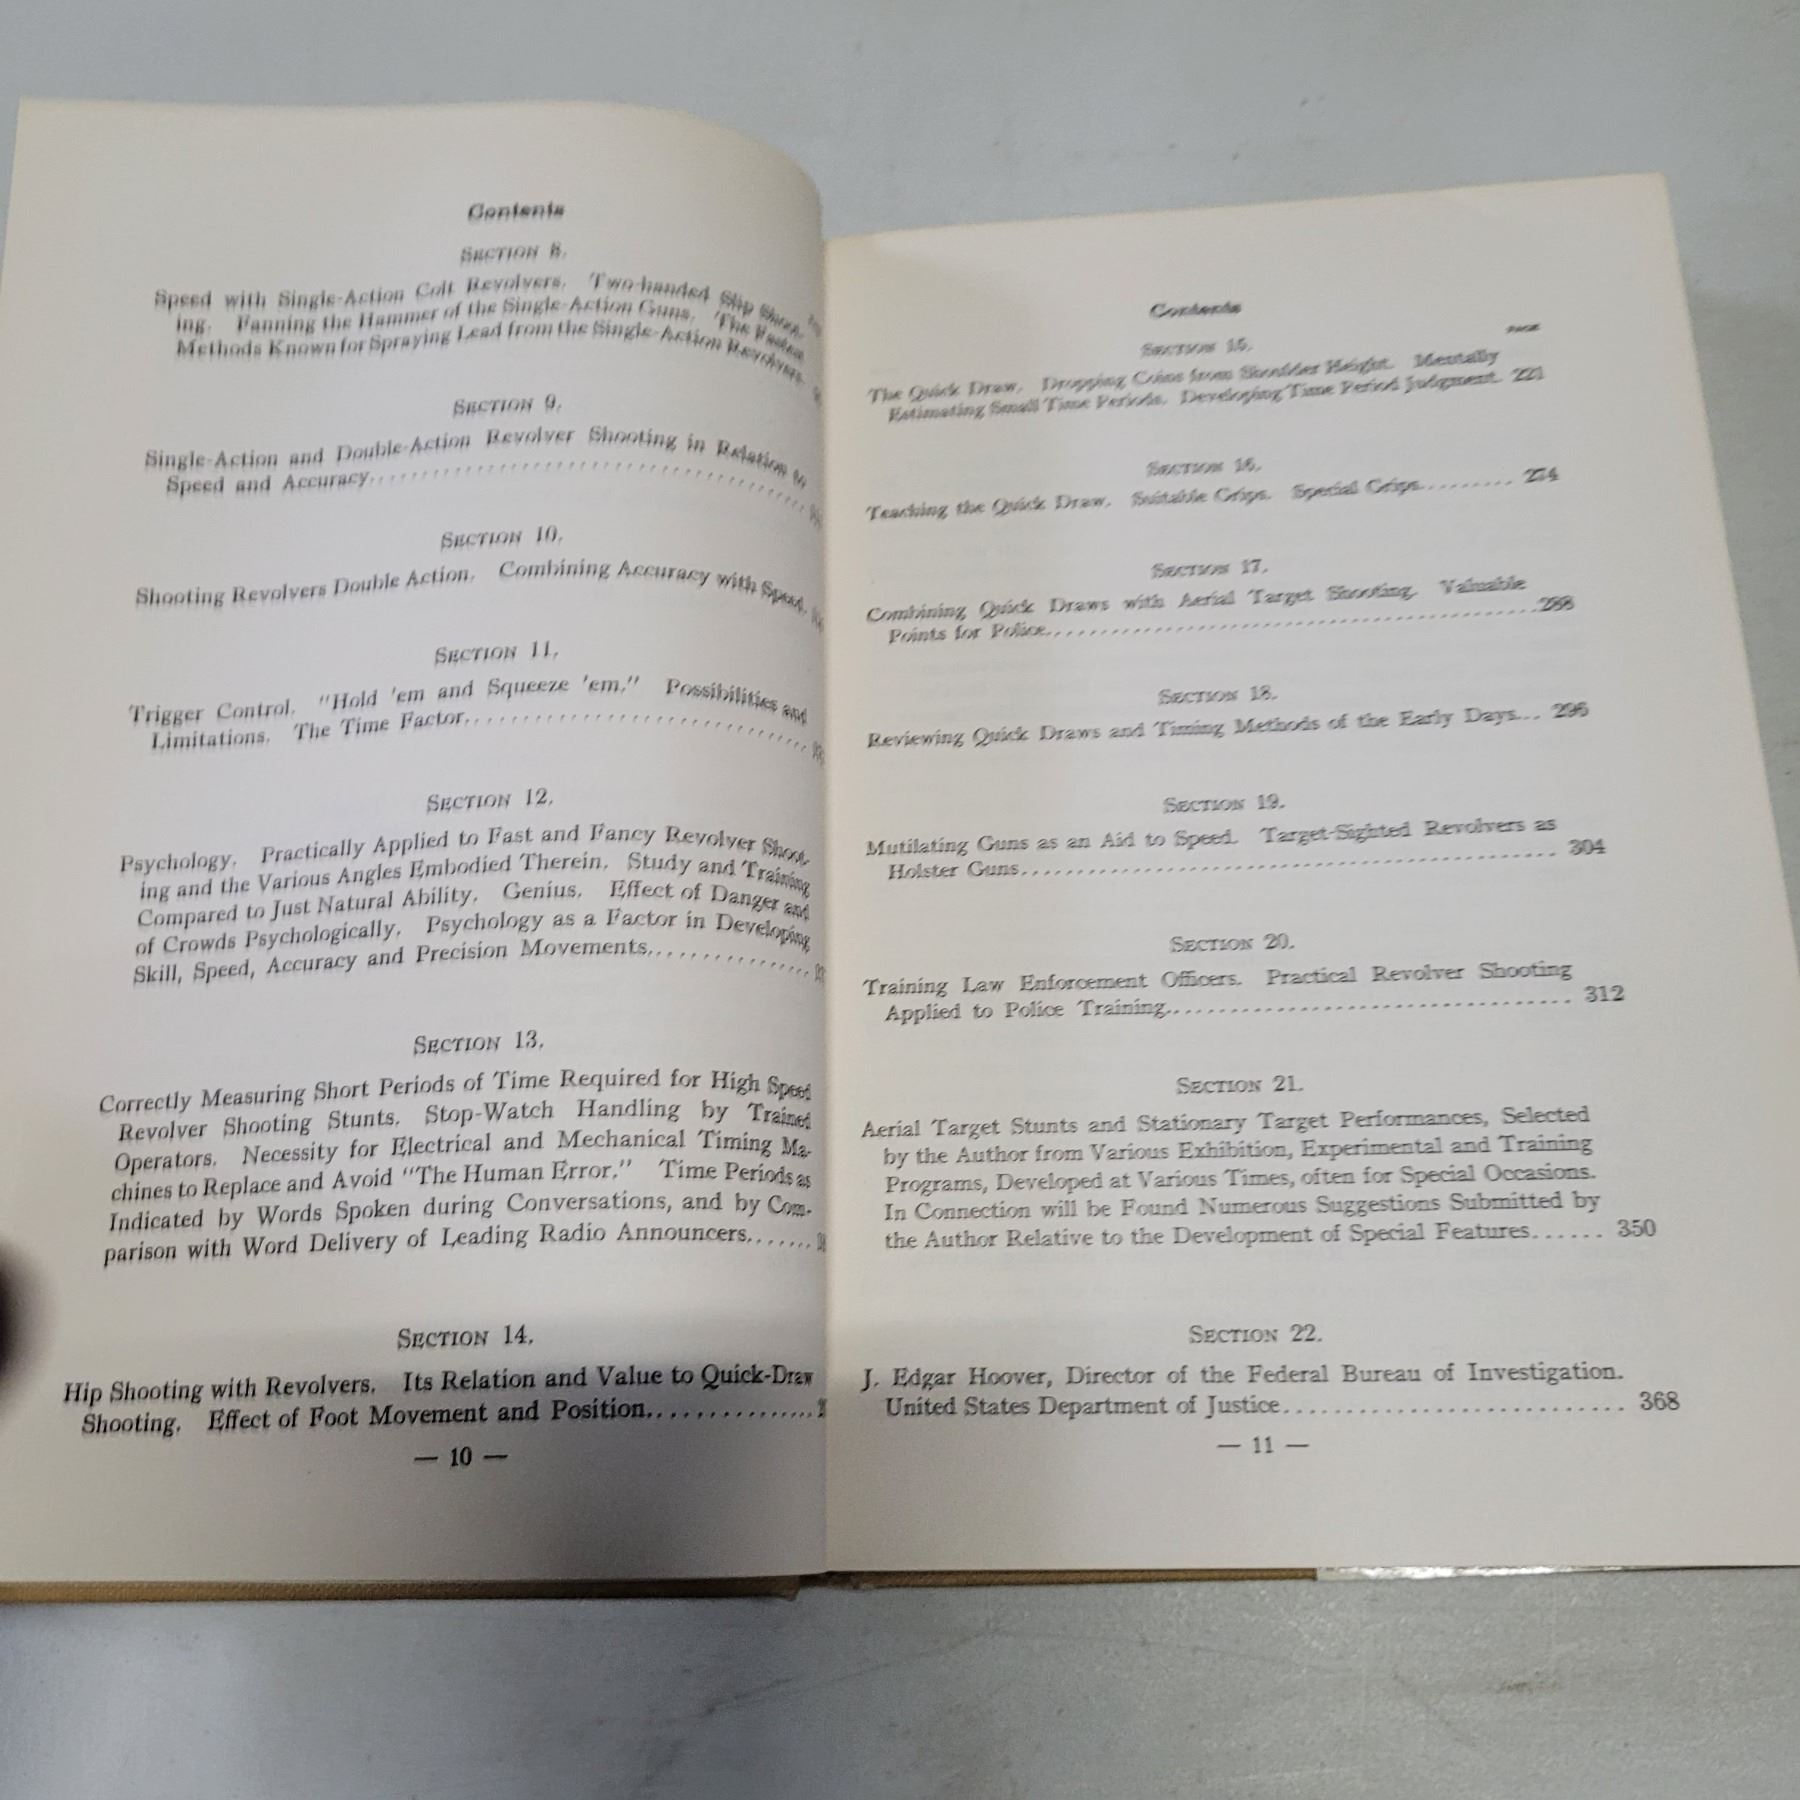 Contents
Section 8.
Speed with Single-Action Colt Revolvers. Two-handed Slip Shoot-
ing. Fanning the Hammer of the Single-Action Guns. The Fastest
Methods Known for Spraying Lead from the Single-Action Revolvers.
Section 9.
Single-Action and Double-Action Revolver Shooting in Relation to
Speed and Accuracy
Section 10.
Shooting Revolvers Double Action. Combining Accuracy with Speed.
Section 11.
Trigger Control. "Hold 'em and Squeeze 'em." Possibilities and
Limitations. The Time Factor
Section 12.
Psychology. Practically Applied to Fast and Fancy Revolver Shoot-
ing and the Various Angles Embodied Therein. Study and Training
Compared to Just Natural Ability. Genius. Effect of Danger and
of Crowds Psychologically. Psychology as a Factor in Developing
Skill, Speed, Accuracy and Precision Movements
Section 13.
Correctly Measuring Short Periods of Time Required for High Speed
Revolver Shooting Stunts. Stop-Watch Handling by Trained
Operators. Necessity for Electrical and Mechanical Timing Ma-
chines to Replace and Avoid "The Human Error." Time Periods as
Indicated by Words Spoken during Conversations, and by Com-
parison with Word Delivery of Leading Radio Announcers
Section 14.
Hip Shooting with Revolvers. Its Relation and Value to Quick-Draw
Shooting. Effect of Foot Movement and Position
— 10 —
Contents
PAGE
Section 15.
The Quick Draw. Dropping Coins from Shoulder Height. Mentally
Estimating Small Time Periods. Developing Time Period Judgment. 221
Section 16.
Teaching the Quick Draw. Suitable Grips. Special Grips......... 274
Section 17.
Combining Quick Draws with Aerial Target Shooting. Valuable
Points for Police............ 288
Section 18.
Reviewing Quick Draws and Timing Methods of the Early Days... 296
Section 19.
Mutilating Guns as an Aid to Speed. Target-Sighted Revolvers as
Holster Guns............ 304
Section 20.
Training Law Enforcement Officers. Practical Revolver Shooting
Applied to Police Training............ 312
Section 21.
Aerial Target Stunts and Stationary Target Performances, Selected
by the Author from Various Exhibition, Experimental and Training
Programs, Developed at Various Times, often for Special Occasions.
In Connection will be Found Numerous Suggestions Submitted by
the Author Relative to the Development of Special Features...... 350
Section 22.
J. Edgar Hoover, Director of the Federal Bureau of Investigation.
United States Department of Justice............ 368
— 11 —